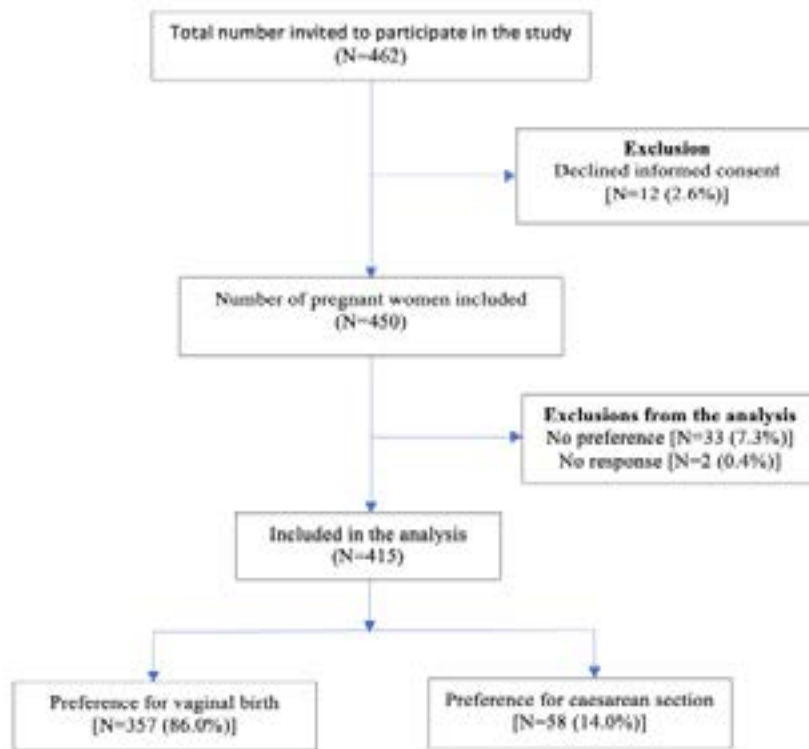 Total number invited to participate in the study
(N=462)
Exclusion
Declined informed consent
[N=12 (2.6%)]
Number of pregnant women included
(N=450)
Exclusions from the analysis
No preference [N=33 (7.3%)]
No response [N=2 (0.4%)]
Included in the analysis
(N=415)
Preference for vaginal birth
[N=357 (86.0%)]
Preference for caesarean section
[N=58 (14.0%)]